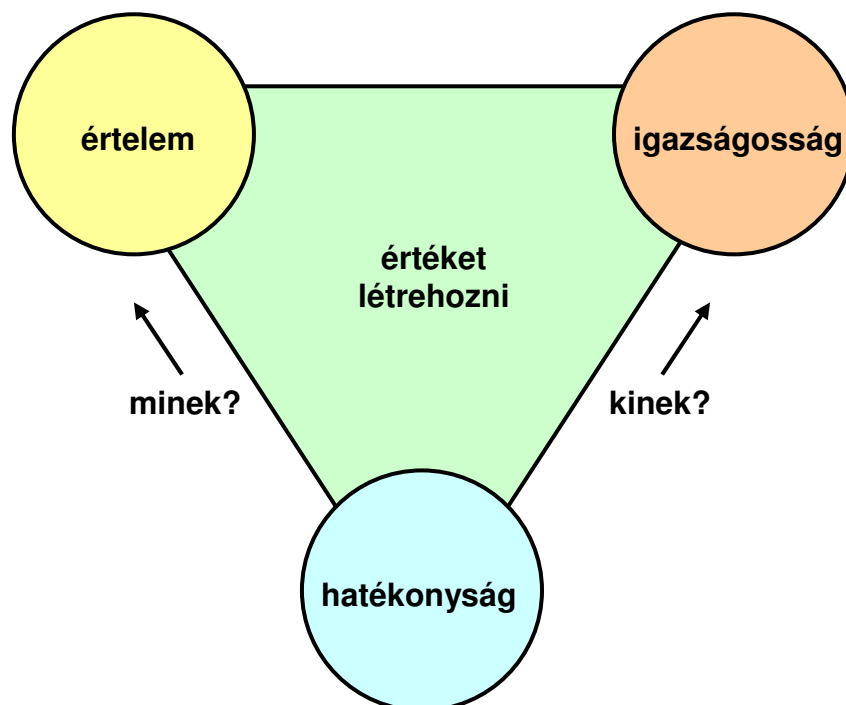 értelem
igazságosság
értéket
létrehozni
minek?
kinek?
hatékonyság